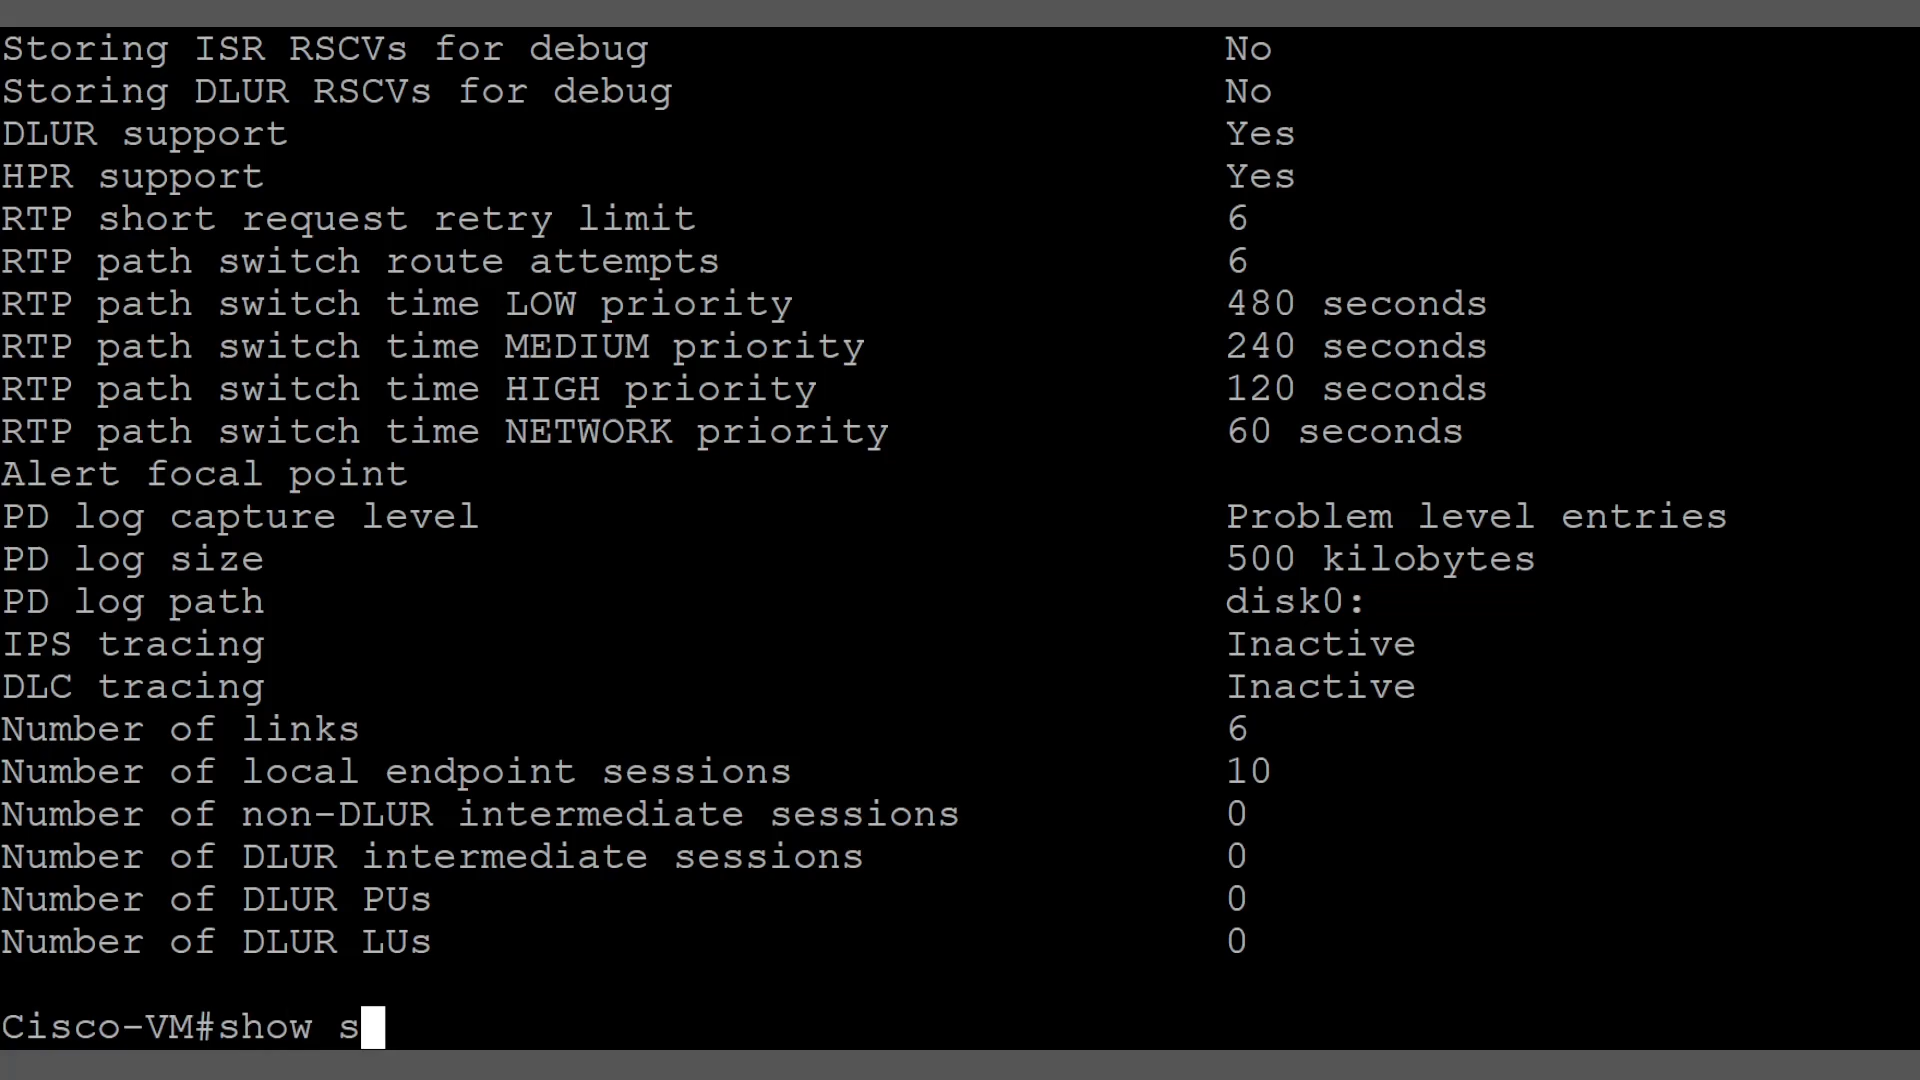 Storing ISR RSCVs for debug No
Storing DLUR RSCVs for debug No
DLUR support Yes
HPR support Yes
RTP short request retry limit 6
RTP path switch route attempts 6
RTP path switch time LOW priority 480 seconds
RTP path switch time MEDIUM priority 240 seconds
RTP path switch time HIGH priority 120 seconds
RTP path switch time NETWORK priority 60 seconds
Alert focal point
PD log capture level Problem level entries
PD log size 500 kilobytes
PD log path disk0:
IPS tracing Inactive
DLC tracing Inactive
Number of links 6
Number of local endpoint sessions 10
Number of non-DLUR intermediate sessions 0
Number of DLUR intermediate sessions 0
Number of DLUR PUs 0
Number of DLUR LUs 0
Cisco-VM#show s